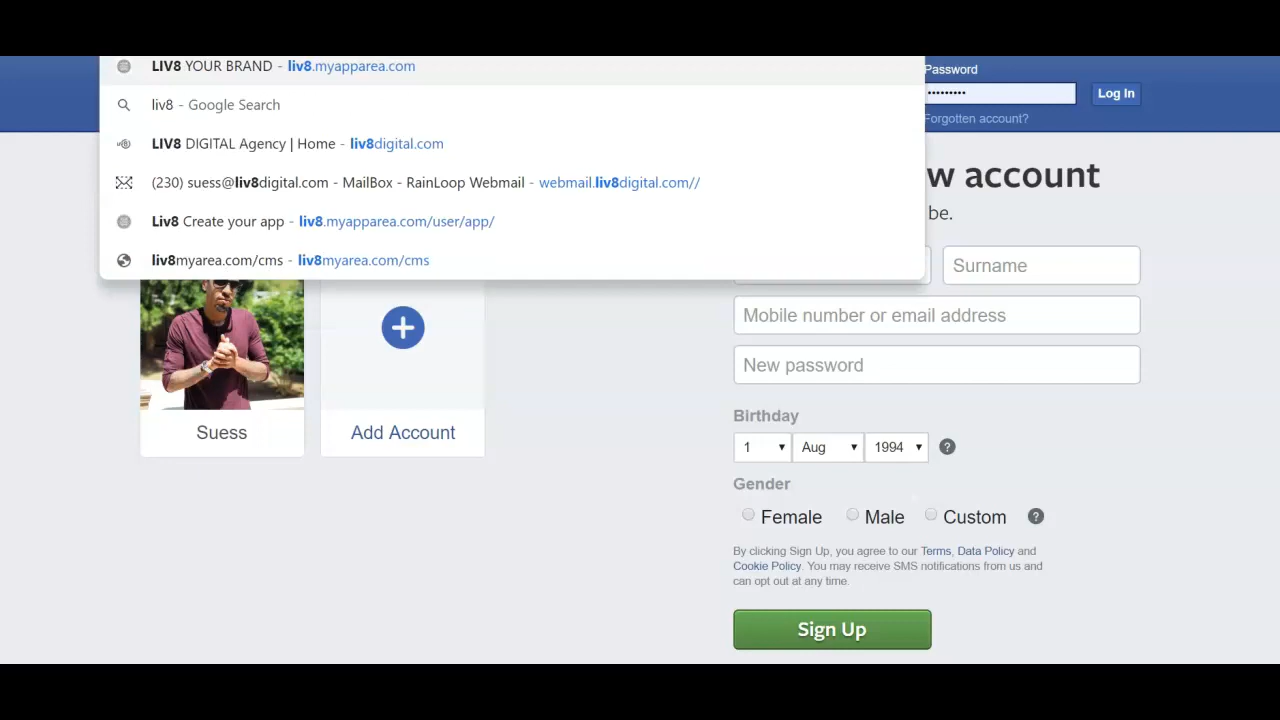 LIV8 YOUR BRAND - liv8.myapparea.com
liv8 - Google Search
LIV8 DIGITAL Agency | Home - liv8digital.com
(230) suess@liv8digital.com - MailBox - RainLoop Webmail - webmail.liv8digital.com//
Liv8 Create your app - liv8.myapparea.com/user/app/
liv8myarea.com/cms - liv8myarea.com/cms
Password
•••••••••
Log In
Forgotten account?
w account
be.
Surname
Mobile number or email address
New password
Birthday
1 Aug 1994
Gender
Female Male Custom
By clicking Sign Up, you agree to our Terms, Data Policy and
Cookie Policy. You may receive SMS notifications from us and
can opt out at any time.
Sign Up
Suess
Add Account